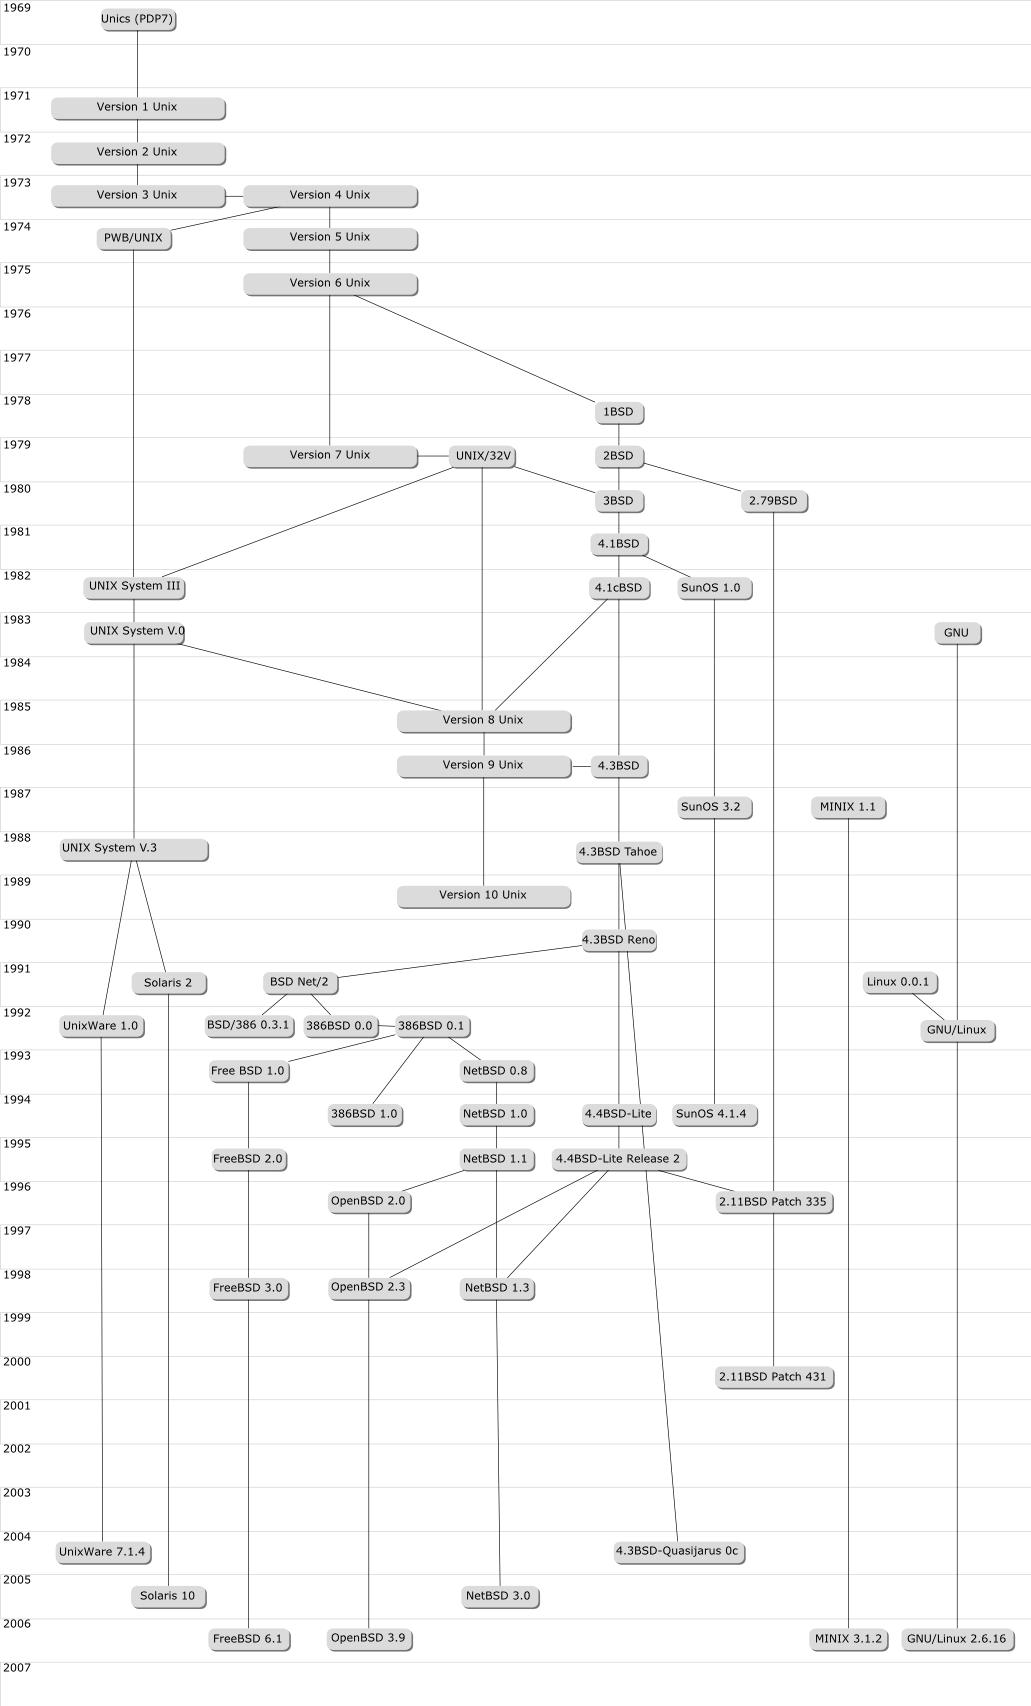 1969
Unics (PDP7)
1970
1971
Version 1 Unix
1972
Version 2 Unix
1973
Version 3 Unix
Version 4 Unix
1974
PWB/UNIX
Version 5 Unix
1975
Version 6 Unix
1976
1977
1978
1BSD
1979
Version 7 Unix
UNIX/32V
2BSD
1980
3BSD
2.79BSD
1981
4.1BSD
1982
UNIX System III
4.1cBSD
SunOS 1.0
1983
UNIX System V.0
GNU
1984
1985
Version 8 Unix
1986
Version 9 Unix
4.3BSD
1987
SunOS 3.2
MINIX 1.1
1988
UNIX System V.3
4.3BSD Tahoe
1989
Version 10 Unix
1990
4.3BSD Reno
1991
Solaris 2
BSD Net/2
Linux 0.0.1
1992
UnixWare 1.0
BSD/386 0.3.1
386BSD 0.0
386BSD 0.1
GNU/Linux
1993
Free BSD 1.0
NetBSD 0.8
1994
386BSD 1.0
NetBSD 1.0
4.4BSD-Lite
SunOS 4.1.4
1995
FreeBSD 2.0
NetBSD 1.1
4.4BSD-Lite Release 2
1996
OpenBSD 2.0
2.11BSD Patch 335
1997
1998
FreeBSD 3.0
OpenBSD 2.3
NetBSD 1.3
1999
2000
2.11BSD Patch 431
2001
2002
2003
2004
UnixWare 7.1.4
4.3BSD-Quasijarus 0c
2005
Solaris 10
NetBSD 3.0
2006
FreeBSD 6.1
OpenBSD 3.9
MINIX 3.1.2
GNU/Linux 2.6.16
2007